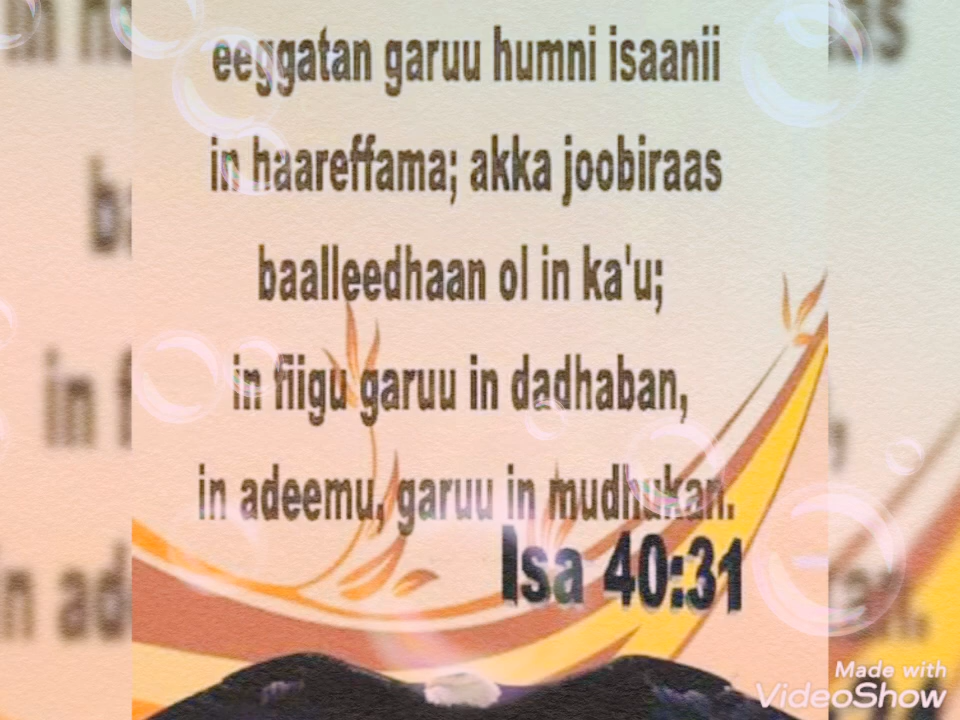 eeggatan garuu humni isaanii
in haareffama; akka joobiraas
baalleedhaan ol in ka'u;
in fiigu garuu in dadhaban,
in adeemu, garuu in mudhukan.
Isa 40:31
Made with
VideoShow